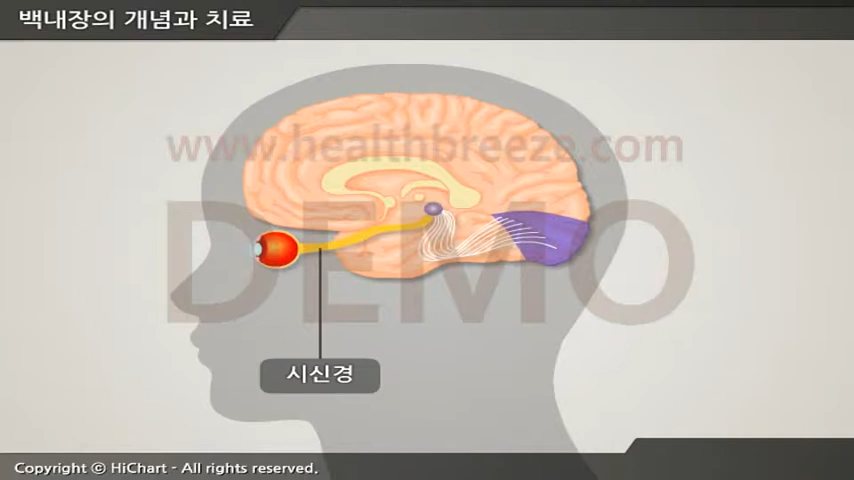 백내장의 개념과 치료
www.healthbreeze.com
DEMO
시신경
Copyright ⓒ HiChart - All rights reserved.